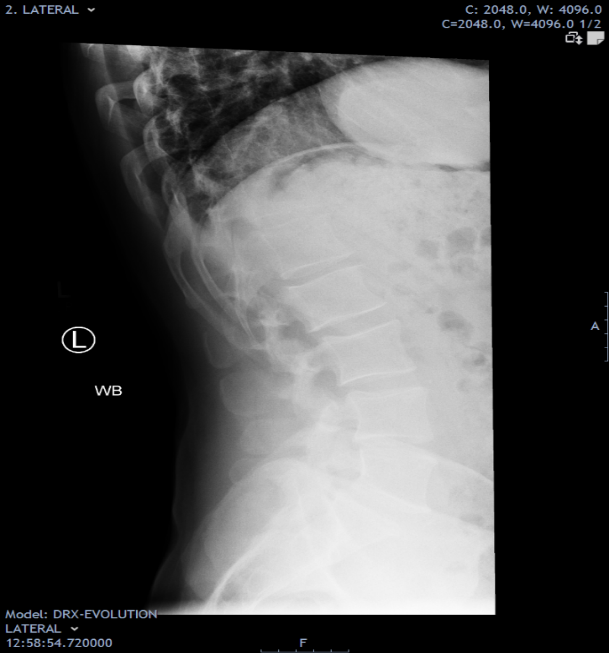 2. LATERAL
C: 2048.0, W: 4096.0
C=2048.0, W=4096.0 1/2
L
WB
A
Model: DRX-EVOLUTION
LATERAL
12:58:54.720000
F